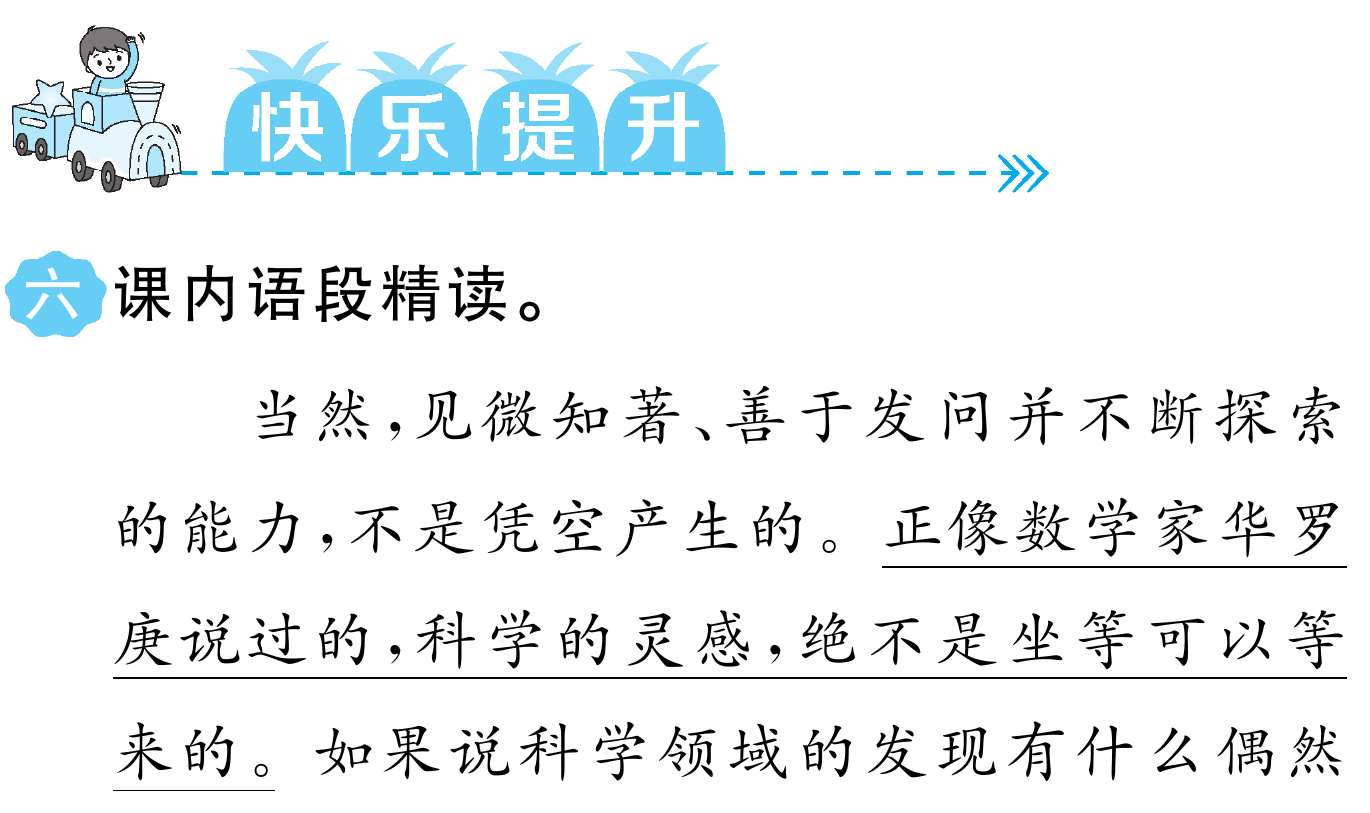 快乐提升
六 课内语段精读。
当然,见微知著、善于发问并不断探索
的能力,不是凭空产生的。正像数学家华罗
庚说过的,科学的灵感,绝不是坐等可以等
来的。如果说科学领域的发现有什么偶然